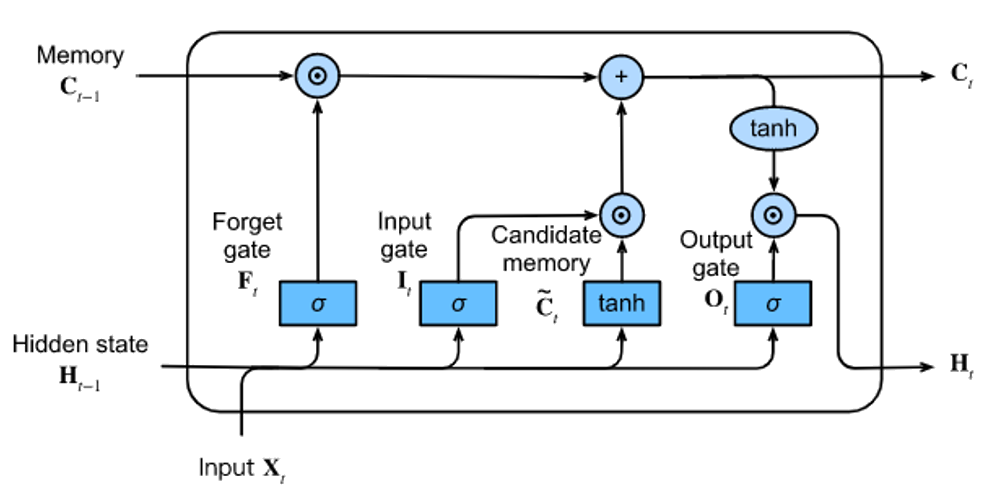 Memory
C_{t-1}
⊙
+
C_t
tanh
Forget
gate
F_t
Input
gate
I_t
⊙
Candidate
memory
C̃_t
Output
gate
O_t
⊙
σ
σ
tanh
σ
Hidden state
H_{t-1}
H_t
Input X_t